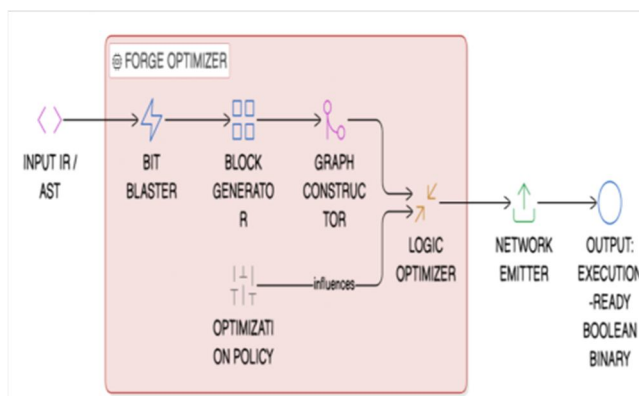 FORGE OPTIMIZER
INPUT IR /
AST
BIT
BLASTER
BLOCK
GENERATO
R
GRAPH
CONSTRUC
TOR
LOGIC
OPTIMIZER
NETWORK
EMITTER
OUTPUT:
EXECUTION
-READY
BOOLEAN
BINARY
influences
OPTIMIZATI
ON POLICY